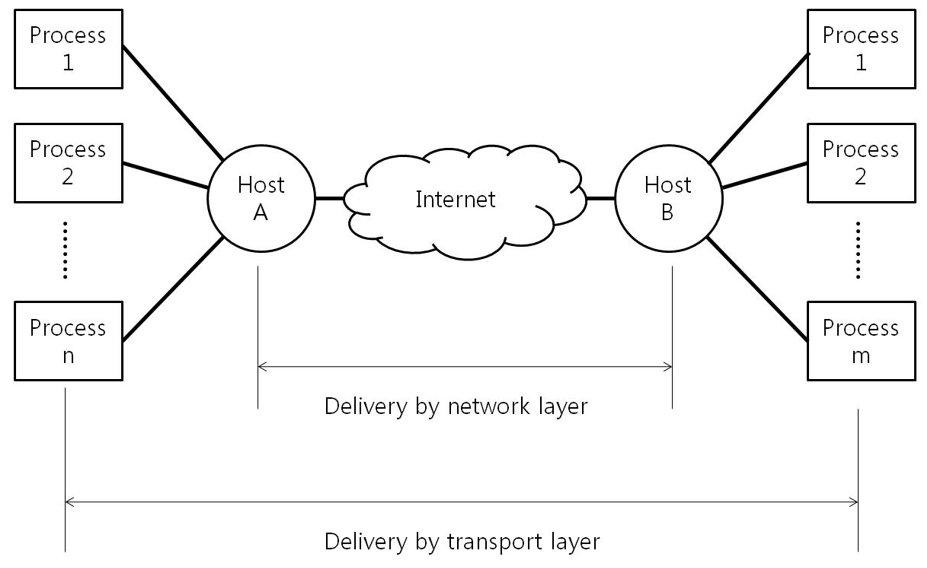 Process
1
Process
1
Process
2
Process
2
Host
A
Internet
Host
B
Process
n
Process
m
Delivery by network layer
Delivery by transport layer